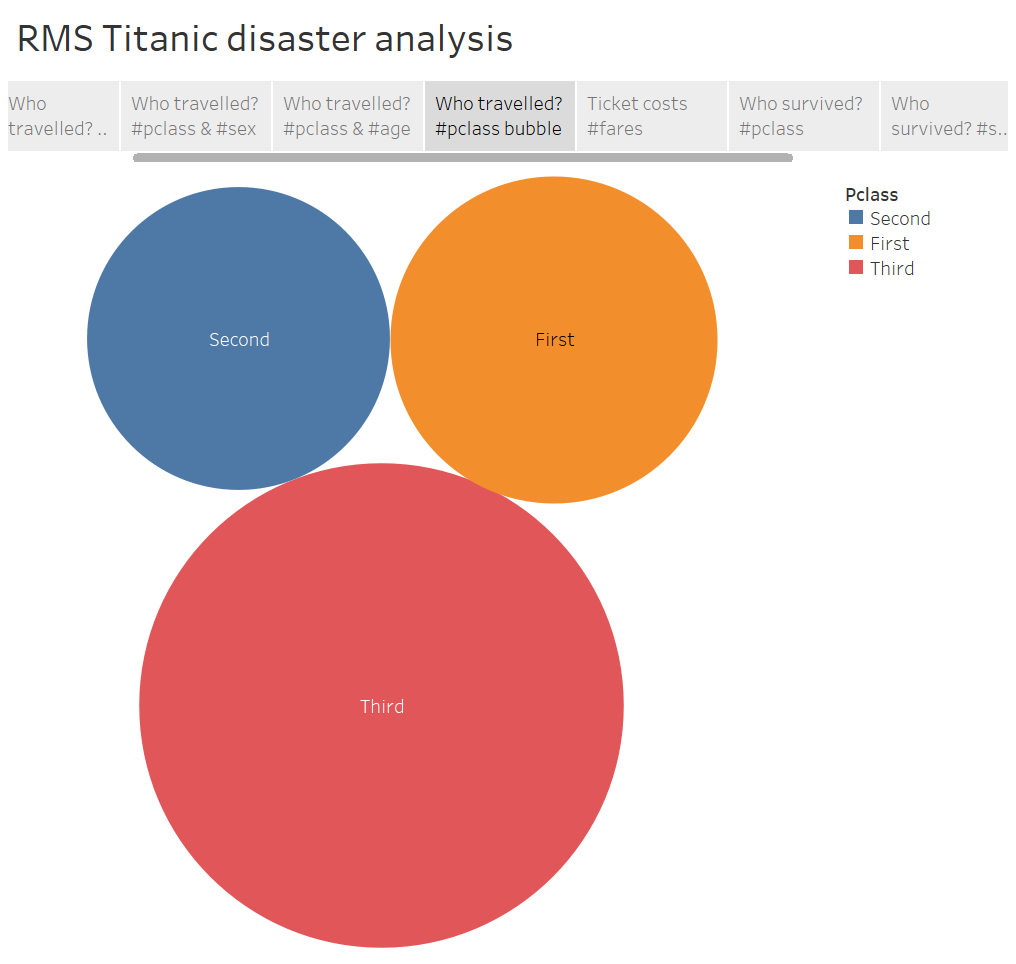 RMS Titanic disaster analysis
Who
travelled? ..
Who travelled?
#pclass & #sex
Who travelled?
#pclass & #age
Who travelled?
#pclass bubble
Ticket costs
#fares
Who survived?
#pclass
Who
survived? #s..
Pclass
Second
First
Third
Second
First
Third